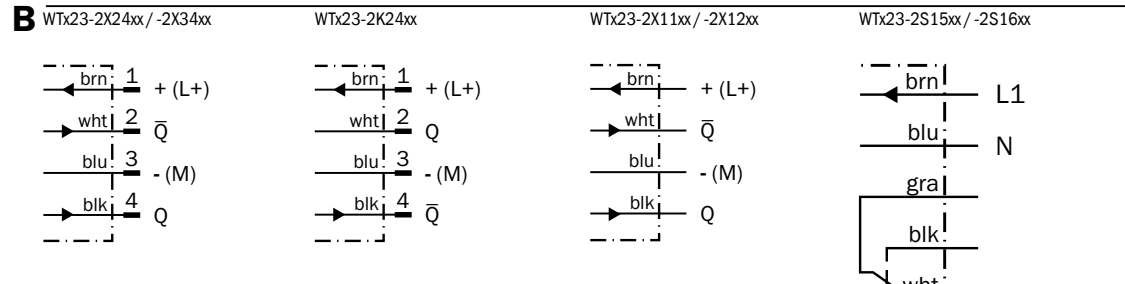 B WTx23-2X24xx / -2X34xx WTx23-2K24xx WTx23-2X11xx / -2X12xx WTx23-2S15xx / -2S16xx
brn 1 + (L+)
wht 2 Q̅
blu 3 - (M)
blk 4 Q
brn 1 + (L+)
wht 2 Q
blu 3 - (M)
blk 4 Q̅
brn + (L+)
wht Q̅
blu - (M)
blk Q
brn L1
blu N
gra
blk
wht